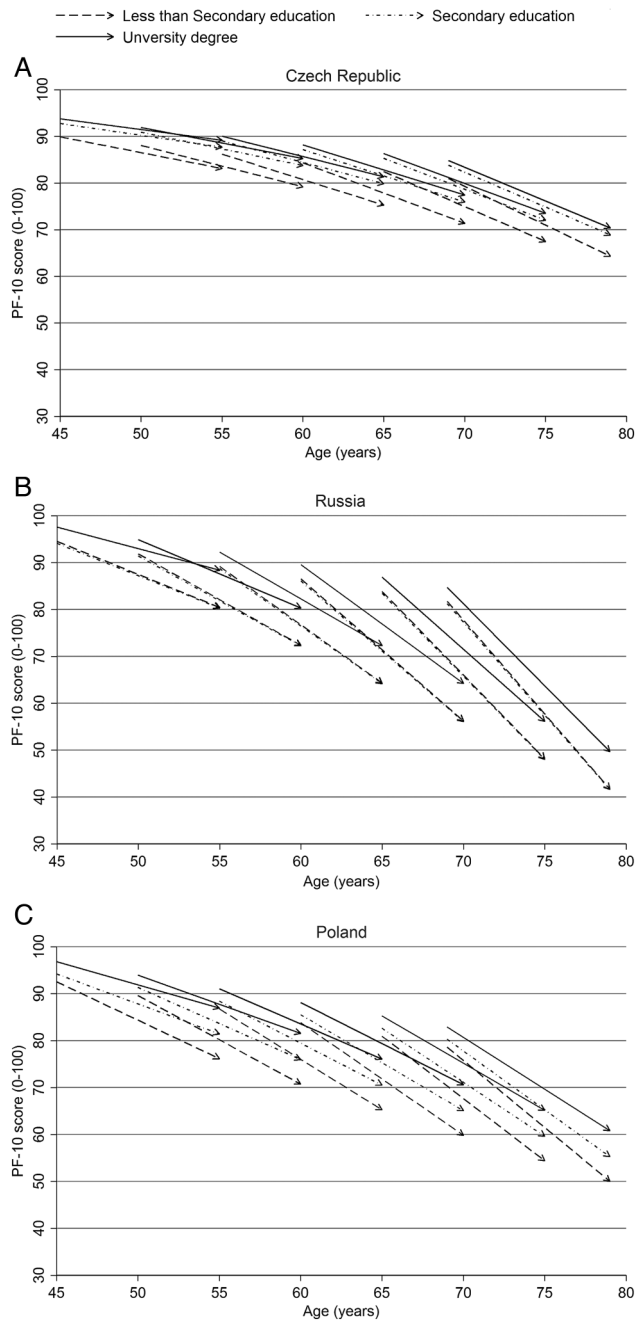 Less than Secondary education Secondary education
Unversity degree
A
Czech Republic
100
90
80
70
60
50
40
30
PF-10 score (0-100)
45 50 55 60 65 70 75 80
Age (years)
B
Russia
100
90
80
70
60
50
40
30
PF-10 score (0-100)
45 50 55 60 65 70 75 80
Age (years)
C
Poland
100
90
80
70
60
50
40
30
PF-10 score (0-100)
45 50 55 60 65 70 75 80
Age (years)